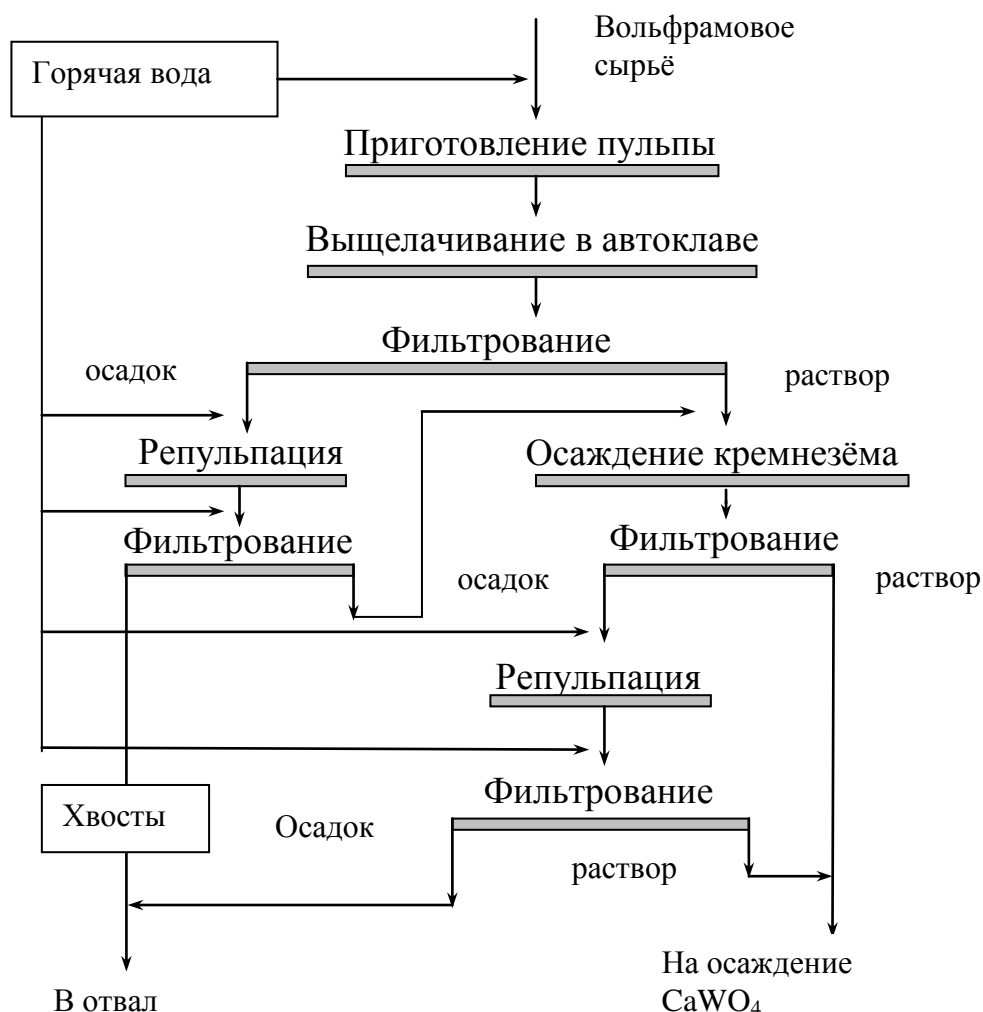 Вольфрамовое
сырьё
Горячая вода
Приготовление пульпы
Выщелачивание в автоклаве
Фильтрование
осадок
раствор
Репульпация
Осаждение кремнезёма
Фильтрование
Фильтрование
осадок
раствор
Репульпация
Фильтрование
Хвосты
Осадок
раствор
На осаждение
CaWO₄
В отвал